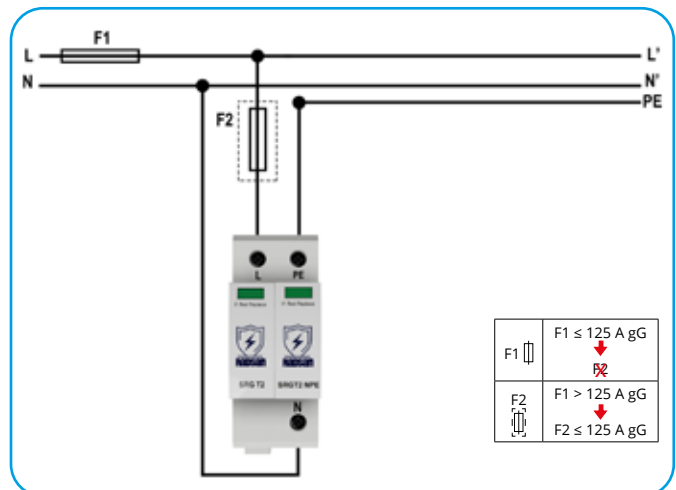 F1
L
L'
N
N'
PE
F2
L PE
SRG T2 SRGT2 NPE
N
F1 F1 ≤ 125 A gG
F2
F2 F1 > 125 A gG
F2 ≤ 125 A gG